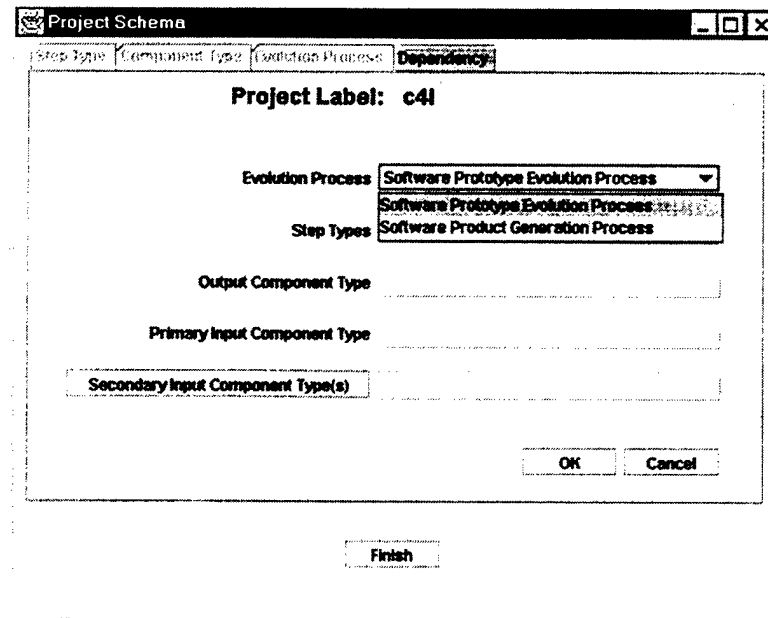 Project Schema
Step Type Component Type Evolution Process Dependency
Project Label: c4I
Evolution Process Software Prototype Evolution Process
Software Prototype Evolution Process
Step Types Software Product Generation Process
Output Component Type
Primary Input Component Type
Secondary Input Component Type(s)
OK Cancel
Finish